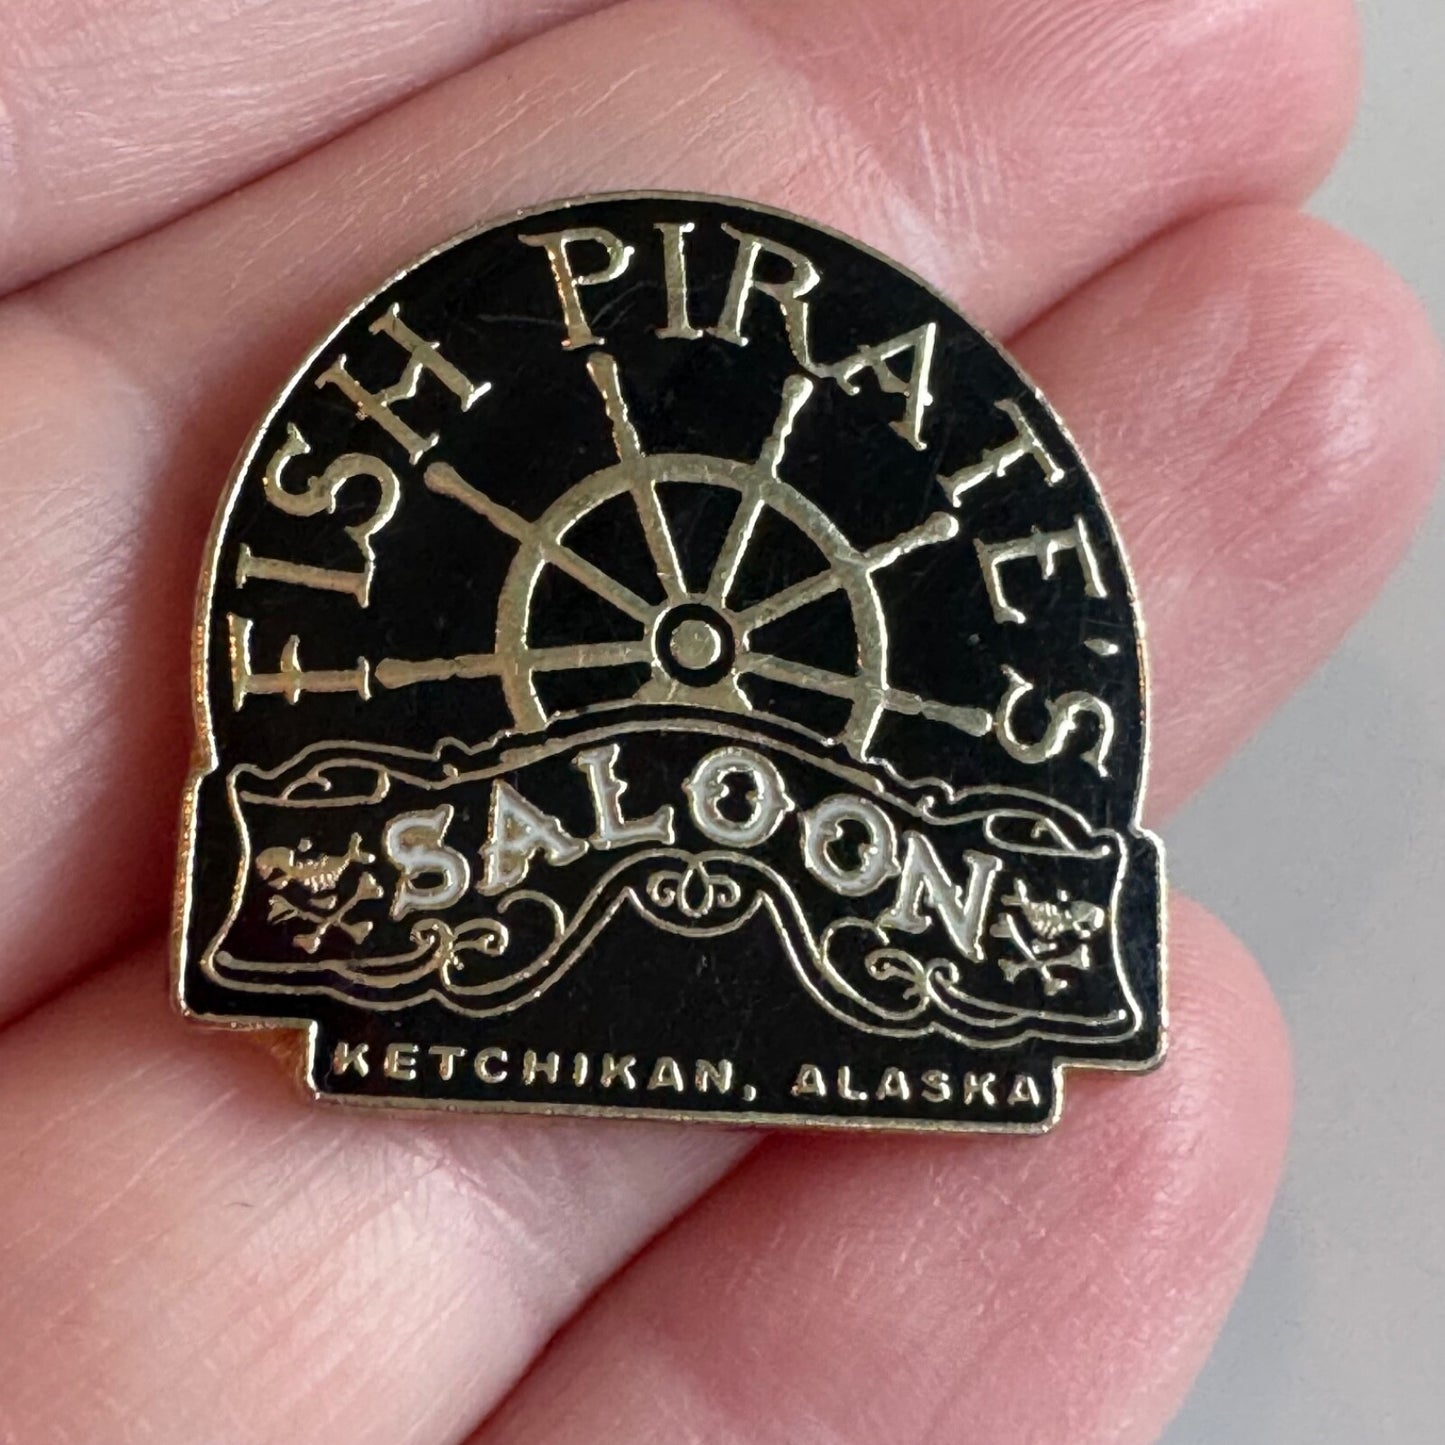 FISH PIRATE'S
SALOON
KETCHIKAN, ALASKA